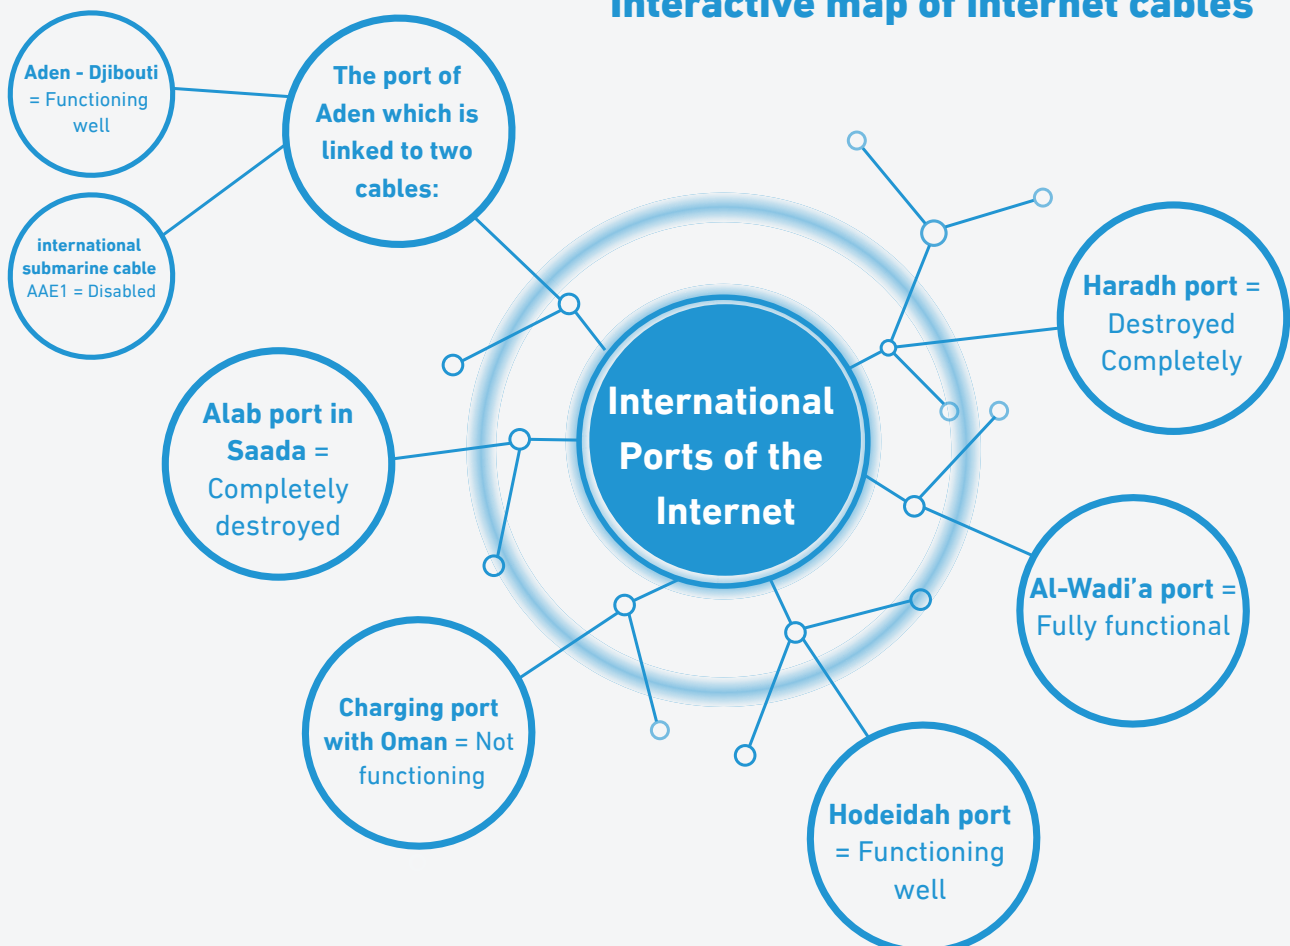 Interactive map of internet cables
Aden - Djibouti
= Functioning
well
The port of
Aden which is
linked to two
cables:
international
submarine cable
AAE1 = Disabled
Haradh port =
Destroyed
Completely
Alab port in
Saada =
Completely
destroyed
International
Ports of the
Internet
Al-Wadi’a port =
Fully functional
Charging port
with Oman = Not
functioning
Hodeidah port
= Functioning
well